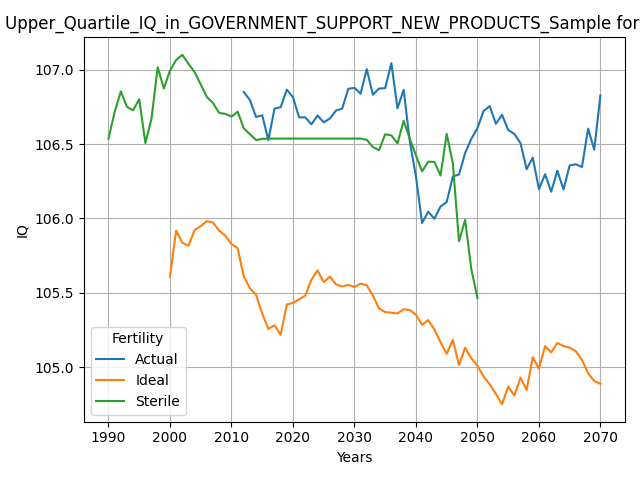 Upper_Quartile_IQ_in_GOVERNMENT_SUPPORT_NEW_PRODUCTS_Sample for
IQ
107.0
106.5
106.0
105.5
105.0
Fertility
Actual
Ideal
Sterile
1990 2000 2010 2020 2030 2040 2050 2060 2070
Years